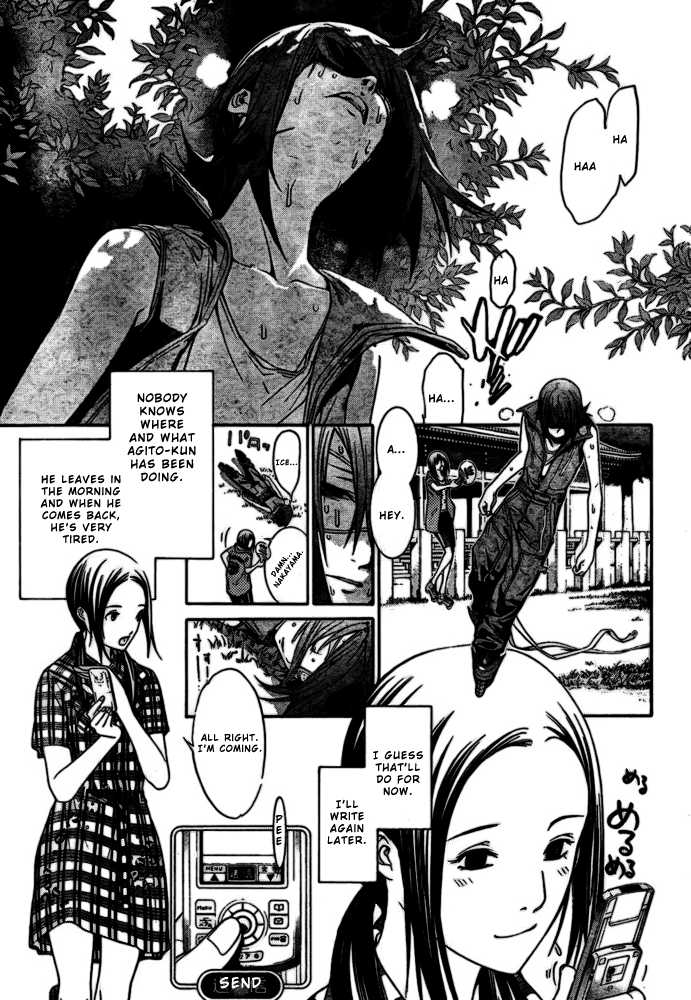 HA
HAA
HA
HA...
A...
HEY.
ICE...
DAMN...
NAKAYAMA.
NOBODY
KNOWS
WHERE
AND WHAT
AGITO-KUN
HAS BEEN
DOING.
HE LEAVES IN
THE MORNING
AND WHEN HE
COMES BACK,
HE'S VERY
TIRED.
ALL RIGHT.
I'M COMING.
I GUESS
THAT'LL
DO FOR
NOW.
I'LL
WRITE
AGAIN
LATER.
める
めるめる
PEE
MENU
Menu
SEND